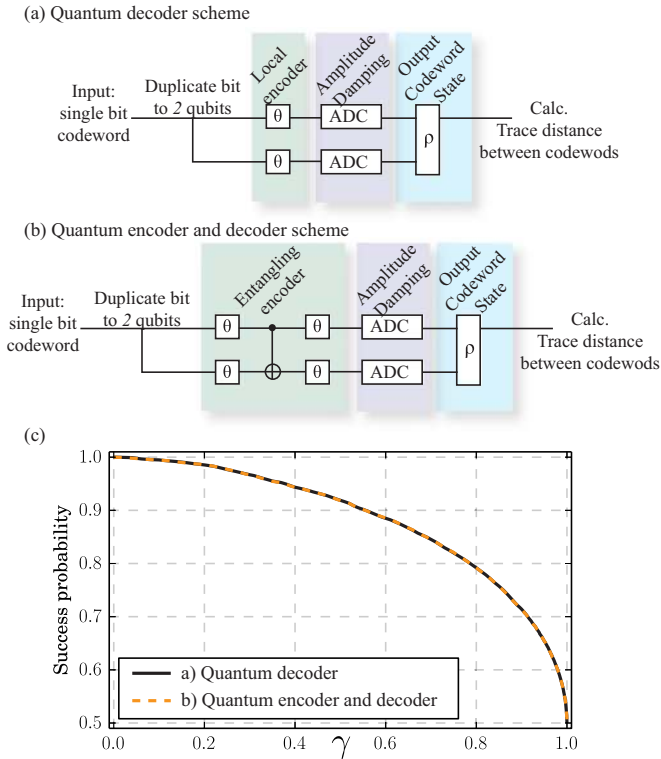 (a) Quantum decoder scheme
Input:
single bit
codeword
Duplicate bit
to 2 qubits
Local
encoder
Amplitude
Damping
Output
Codeword
State
θ
ADC
θ
ADC
ρ
Calc.
Trace distance
between codewods
(b) Quantum encoder and decoder scheme
Input:
single bit
codeword
Duplicate bit
to 2 qubits
Entangling
encoder
Amplitude
Damping
Output
Codeword
State
θ
θ
ADC
θ
θ
ADC
ρ
Calc.
Trace distance
between codewods
(c)
Success probability
1.0
0.9
0.8
0.7
0.6
0.5
a) Quantum decoder
b) Quantum encoder and decoder
0.0 0.2 0.4 0.6 0.8 1.0
γ